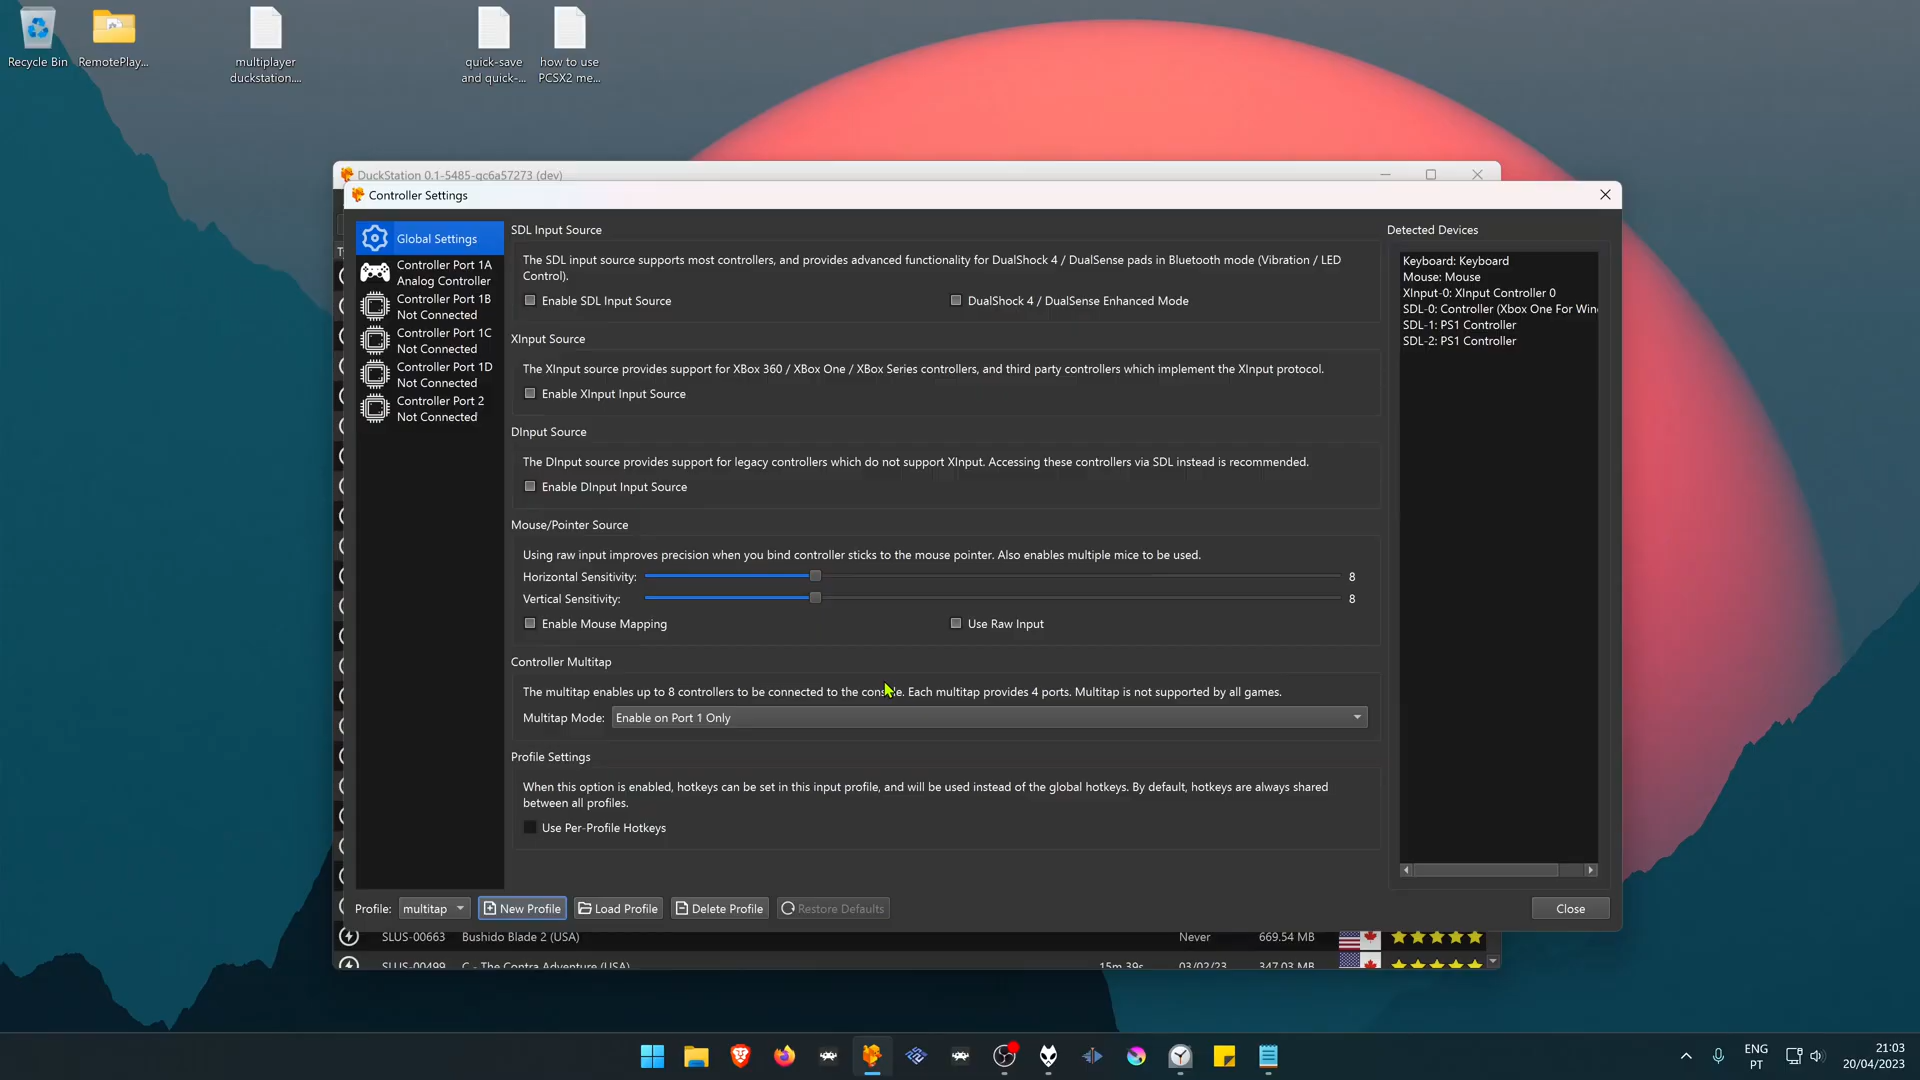 Recycle Bin
RemotePlay...
multiplayer
duckstation....
quick-save
and quick-...
how to use
PCSX2 me...
DuckStation 0.1-5485-gc6a57273 (dev)
Controller Settings
Global Settings
Controller Port 1A
Analog Controller
Controller Port 1B
Not Connected
Controller Port 1C
Not Connected
Controller Port 1D
Not Connected
Controller Port 2
Not Connected
SDL Input Source
The SDL input source supports most controllers, and provides advanced functionality for DualShock 4 / DualSense pads in Bluetooth mode (Vibration / LED
Control).
Enable SDL Input Source
DualShock 4 / DualSense Enhanced Mode
XInput Source
The XInput source provides support for XBox 360 / XBox One / XBox Series controllers, and third party controllers which implement the XInput protocol.
Enable XInput Input Source
DInput Source
The DInput source provides support for legacy controllers which do not support XInput. Accessing these controllers via SDL instead is recommended.
Enable DInput Input Source
Mouse/Pointer Source
Using raw input improves precision when you bind controller sticks to the mouse pointer. Also enables multiple mice to be used.
Horizontal Sensitivity: 8
Vertical Sensitivity: 8
Enable Mouse Mapping
Use Raw Input
Controller Multitap
The multitap enables up to 8 controllers to be connected to the console. Each multitap provides 4 ports. Multitap is not supported by all games.
Multitap Mode: Enable on Port 1 Only
Profile Settings
When this option is enabled, hotkeys can be set in this input profile, and will be used instead of the global hotkeys. By default, hotkeys are always shared
between all profiles.
Use Per-Profile Hotkeys
Detected Devices
Keyboard: Keyboard
Mouse: Mouse
XInput-0: XInput Controller 0
SDL-0: Controller (Xbox One For Win
SDL-1: PS1 Controller
SDL-2: PS1 Controller
Profile: multitap New Profile Load Profile Delete Profile Restore Defaults Close
SLUS-00663 Bushido Blade 2 (USA) Never 669.54 MB
SLUS-00499 C - The Contra Adventure (USA) 15m 39s 03/02/23 347.03 MB
ENG
PT
21:03
20/04/2023